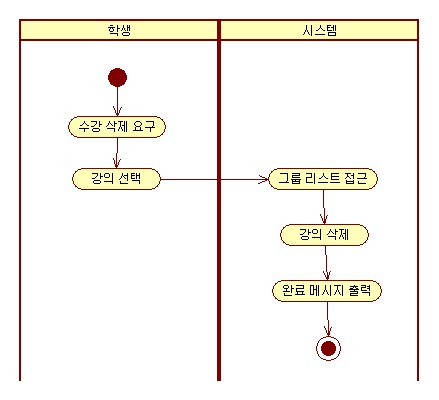 학생
시스템
수강 삭제 요구
강의 선택
그룹 리스트 접근
강의 삭제
완료 메시지 출력